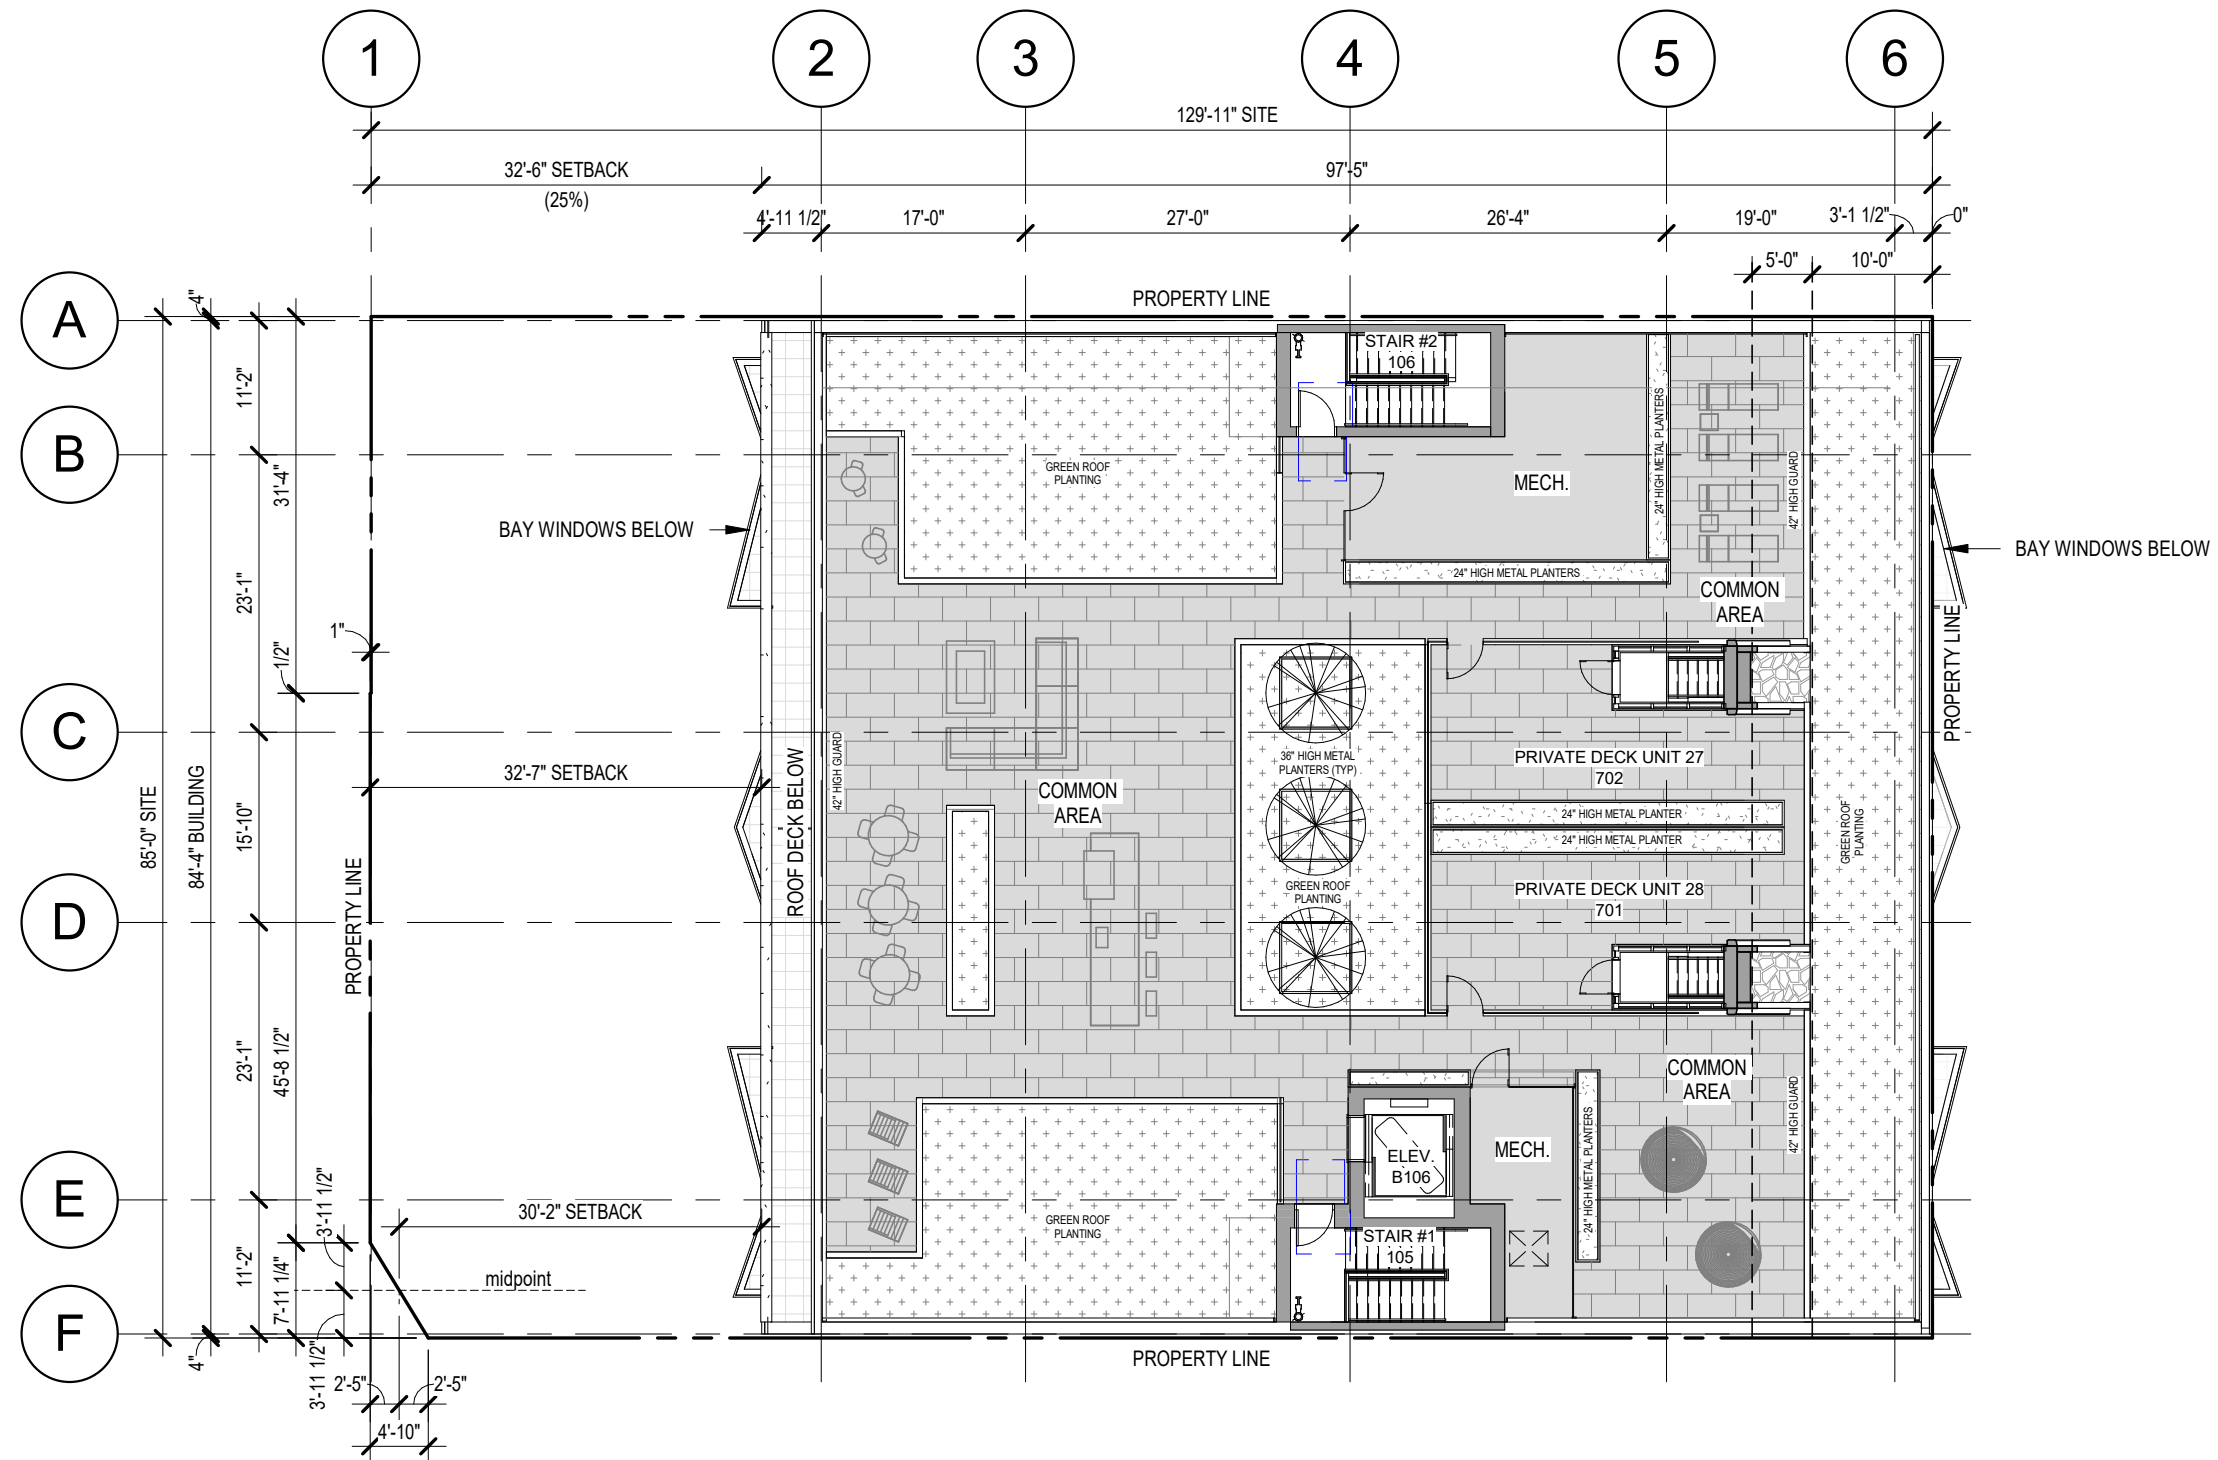 1
2
3
4
5
6
129'-11" SITE
32'-6" SETBACK
(25%)
97'-5"
4'-11 1/2"
17'-0"
27'-0"
26'-4"
19'-0"
3'-1 1/2"
0"
5'-0"
10'-0"
PROPERTY LINE
A
B
C
D
E
F
4"
11'-2"
31'-4"
23'-1"
1"
1/2"
85'-0" SITE
84'-4" BUILDING
15'-10"
23'-1"
45'-8 1/2"
3'-11 1/2"
11'-2"
7'-11 1/4"
3'-11 1/2"
4"
2'-5"
2'-5"
4'-10"
midpoint
PROPERTY LINE
32'-7" SETBACK
30'-2" SETBACK
BAY WINDOWS BELOW
ROOF DECK BELOW
42" HIGH GUARD
GREEN ROOF
PLANTING
STAIR #2
106
MECH.
24" HIGH METAL PLANTERS
24" HIGH METAL PLANTERS
42" HIGH GUARD
COMMON
AREA
BAY WINDOWS BELOW
PROPERTY LINE
36" HIGH METAL
PLANTERS (TYP)
COMMON
AREA
PRIVATE DECK UNIT 27
702
24" HIGH METAL PLANTER
24" HIGH METAL PLANTER
GREEN ROOF
PLANTING
GREEN ROOF
PLANTING
PRIVATE DECK UNIT 28
701
COMMON
AREA
42" HIGH GUARD
24" HIGH METAL PLANTERS
MECH.
ELEV.
B106
GREEN ROOF
PLANTING
STAIR #1
105
PROPERTY LINE